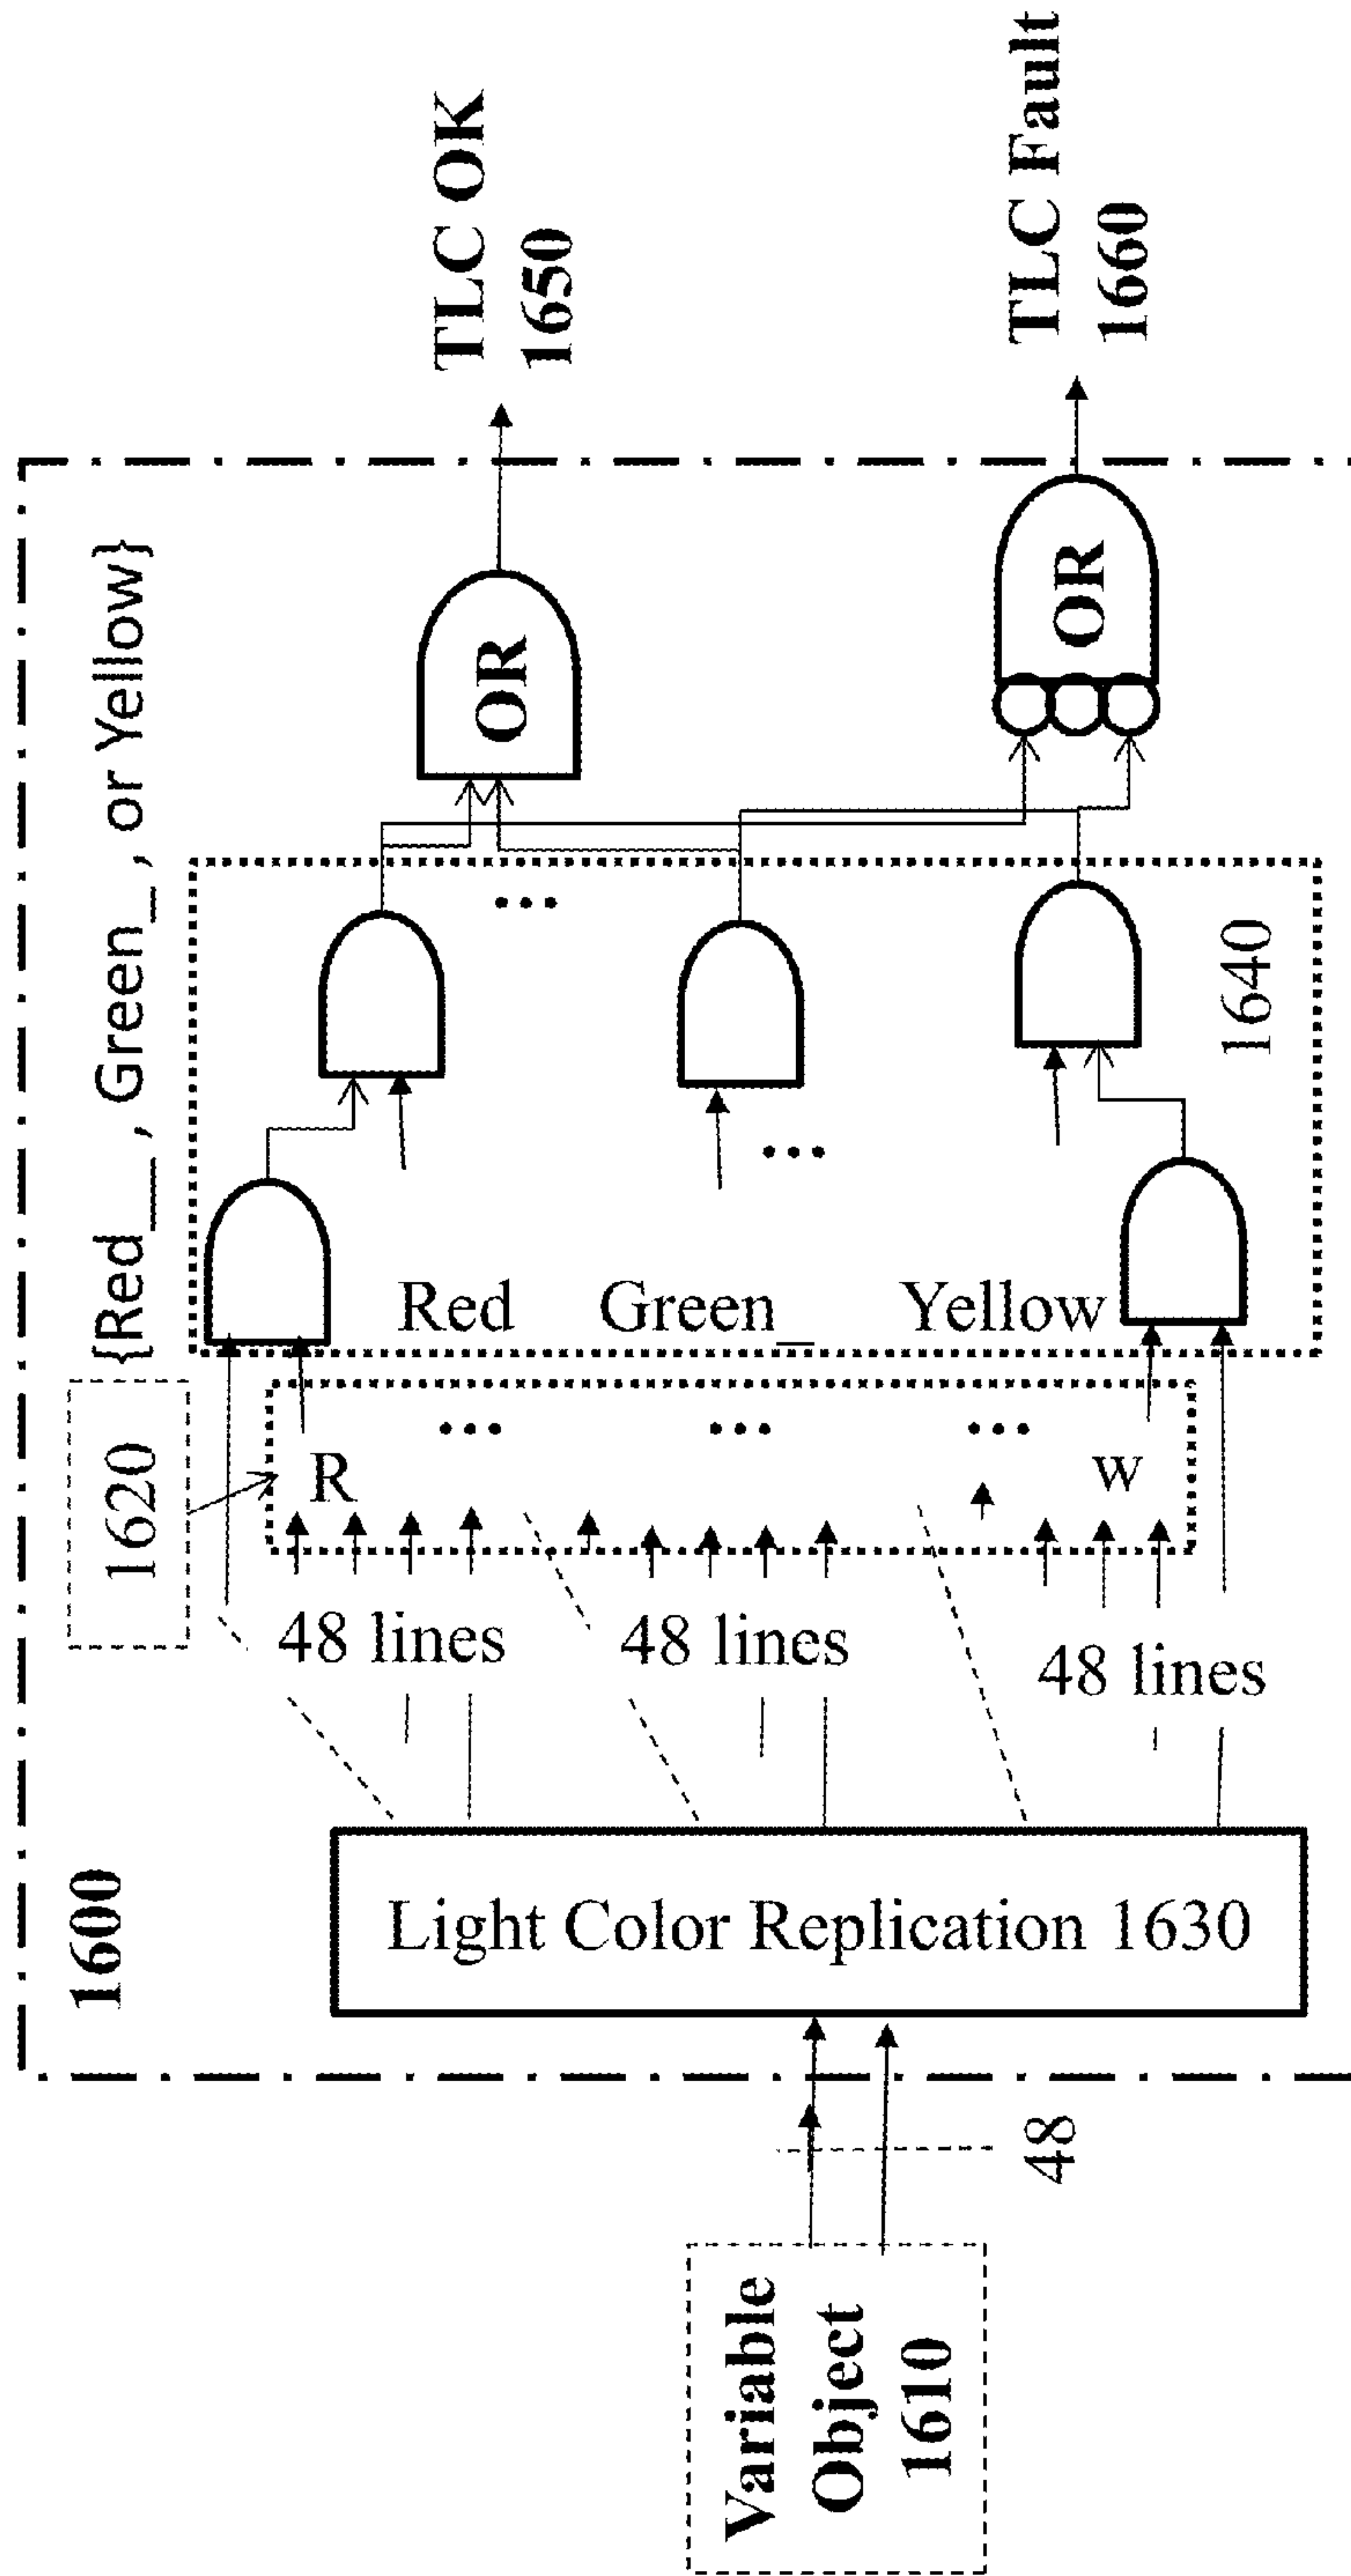 1600
{Red__, Green_, or Yellow}
1620
Variable
Object
1610
48
Light Color Replication 1630
48 lines
48 lines
48 lines
R
...
...
...
w
Red
Green_
Yellow
...
...
1640
OR
OR
TLC OK
1650
TLC Fault
1660